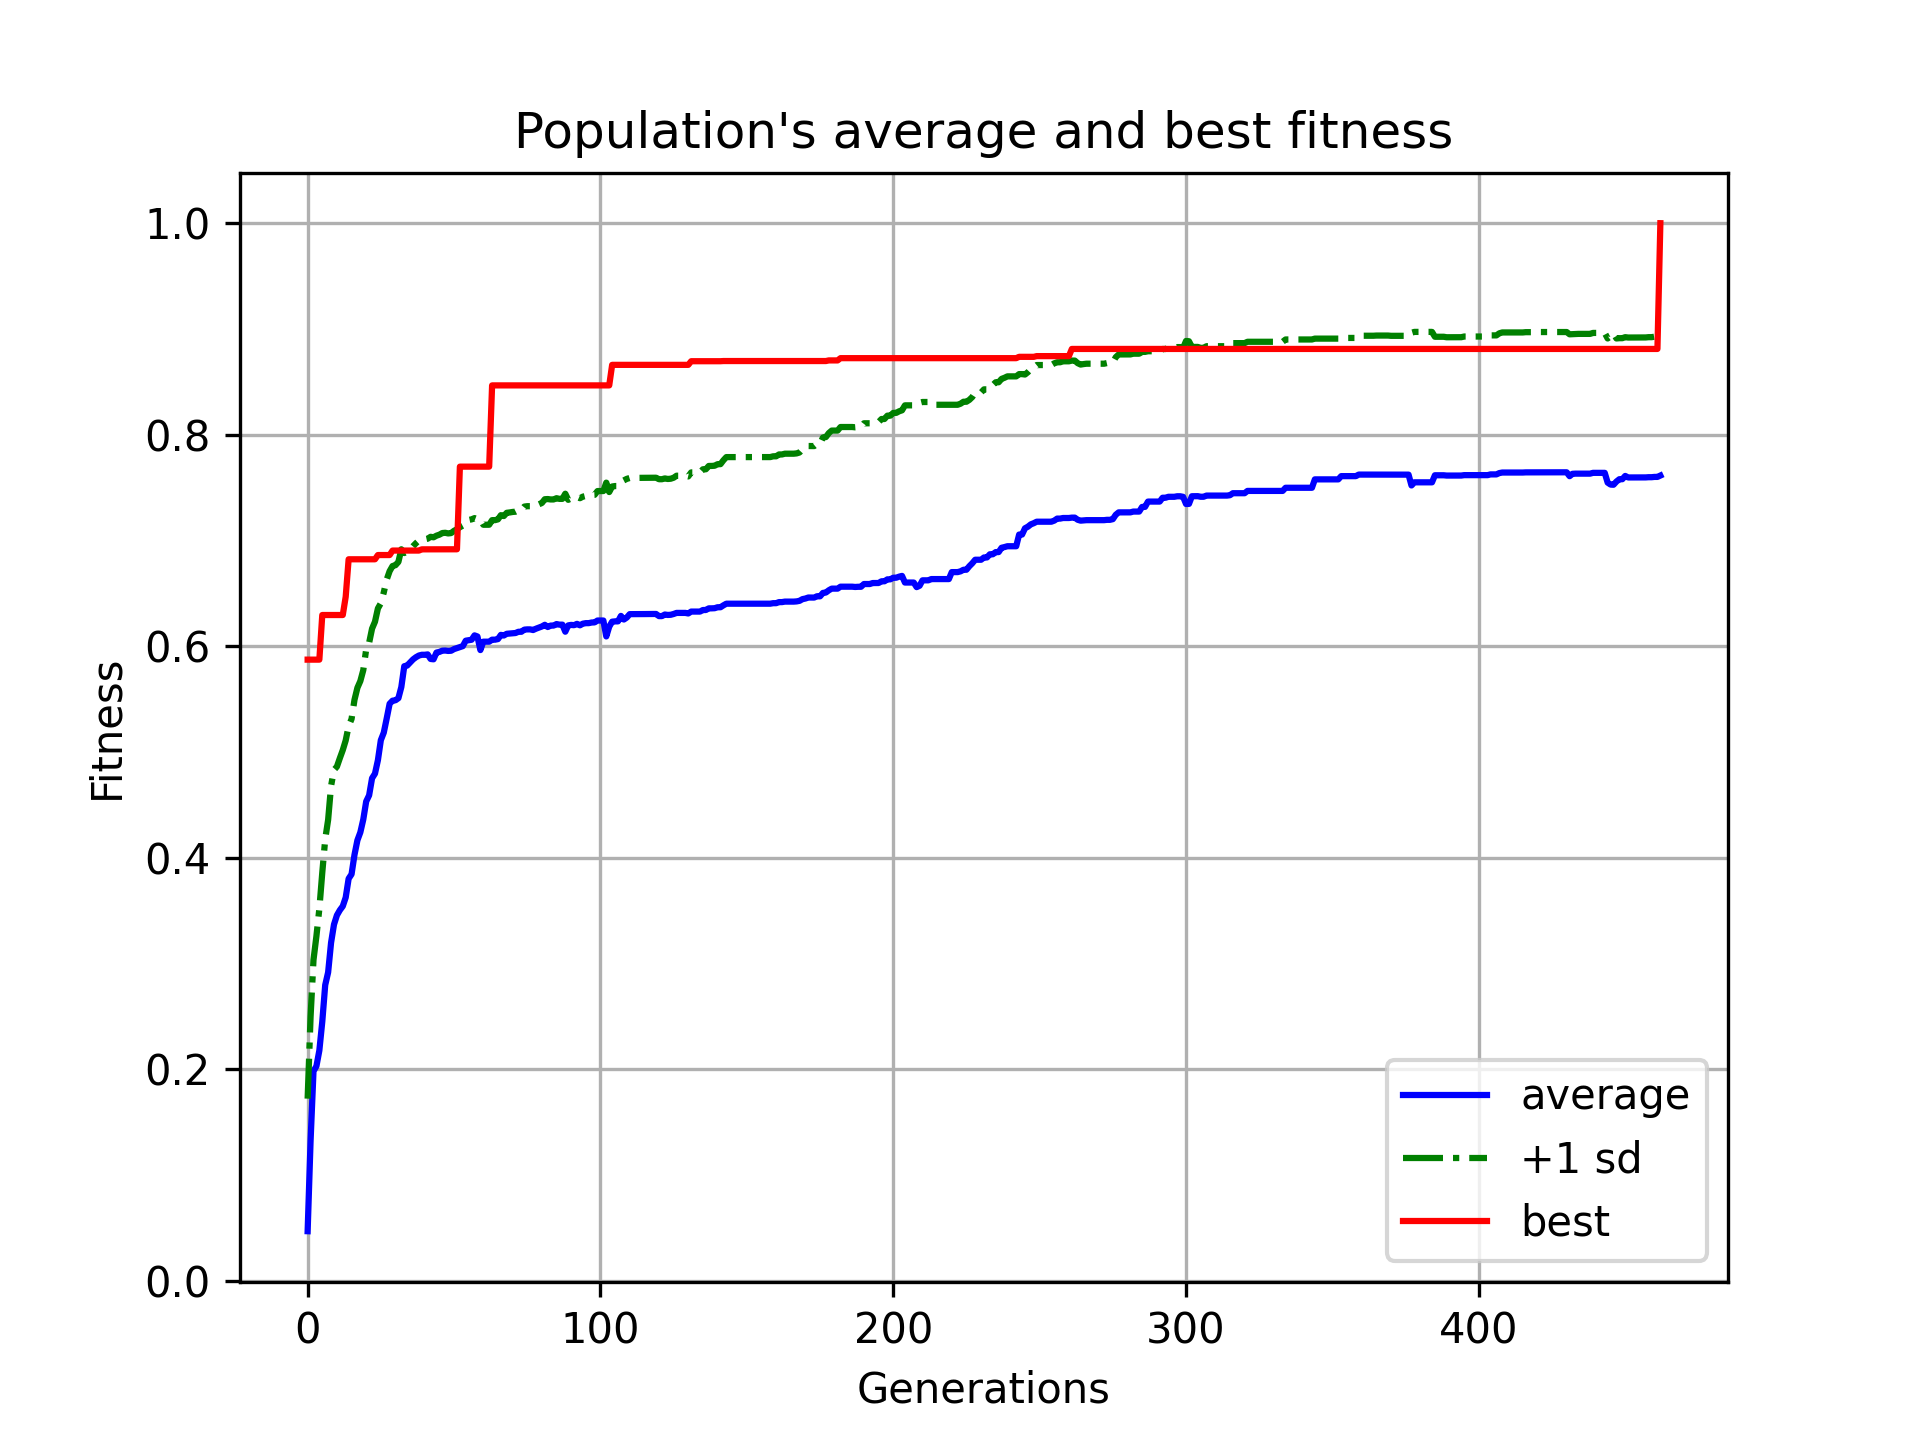 Population's average and best fitness
1.0
0.8
0.6
0.4
0.2
0.0
Fitness
0 100 200 300 400
Generations
average
+1 sd
best